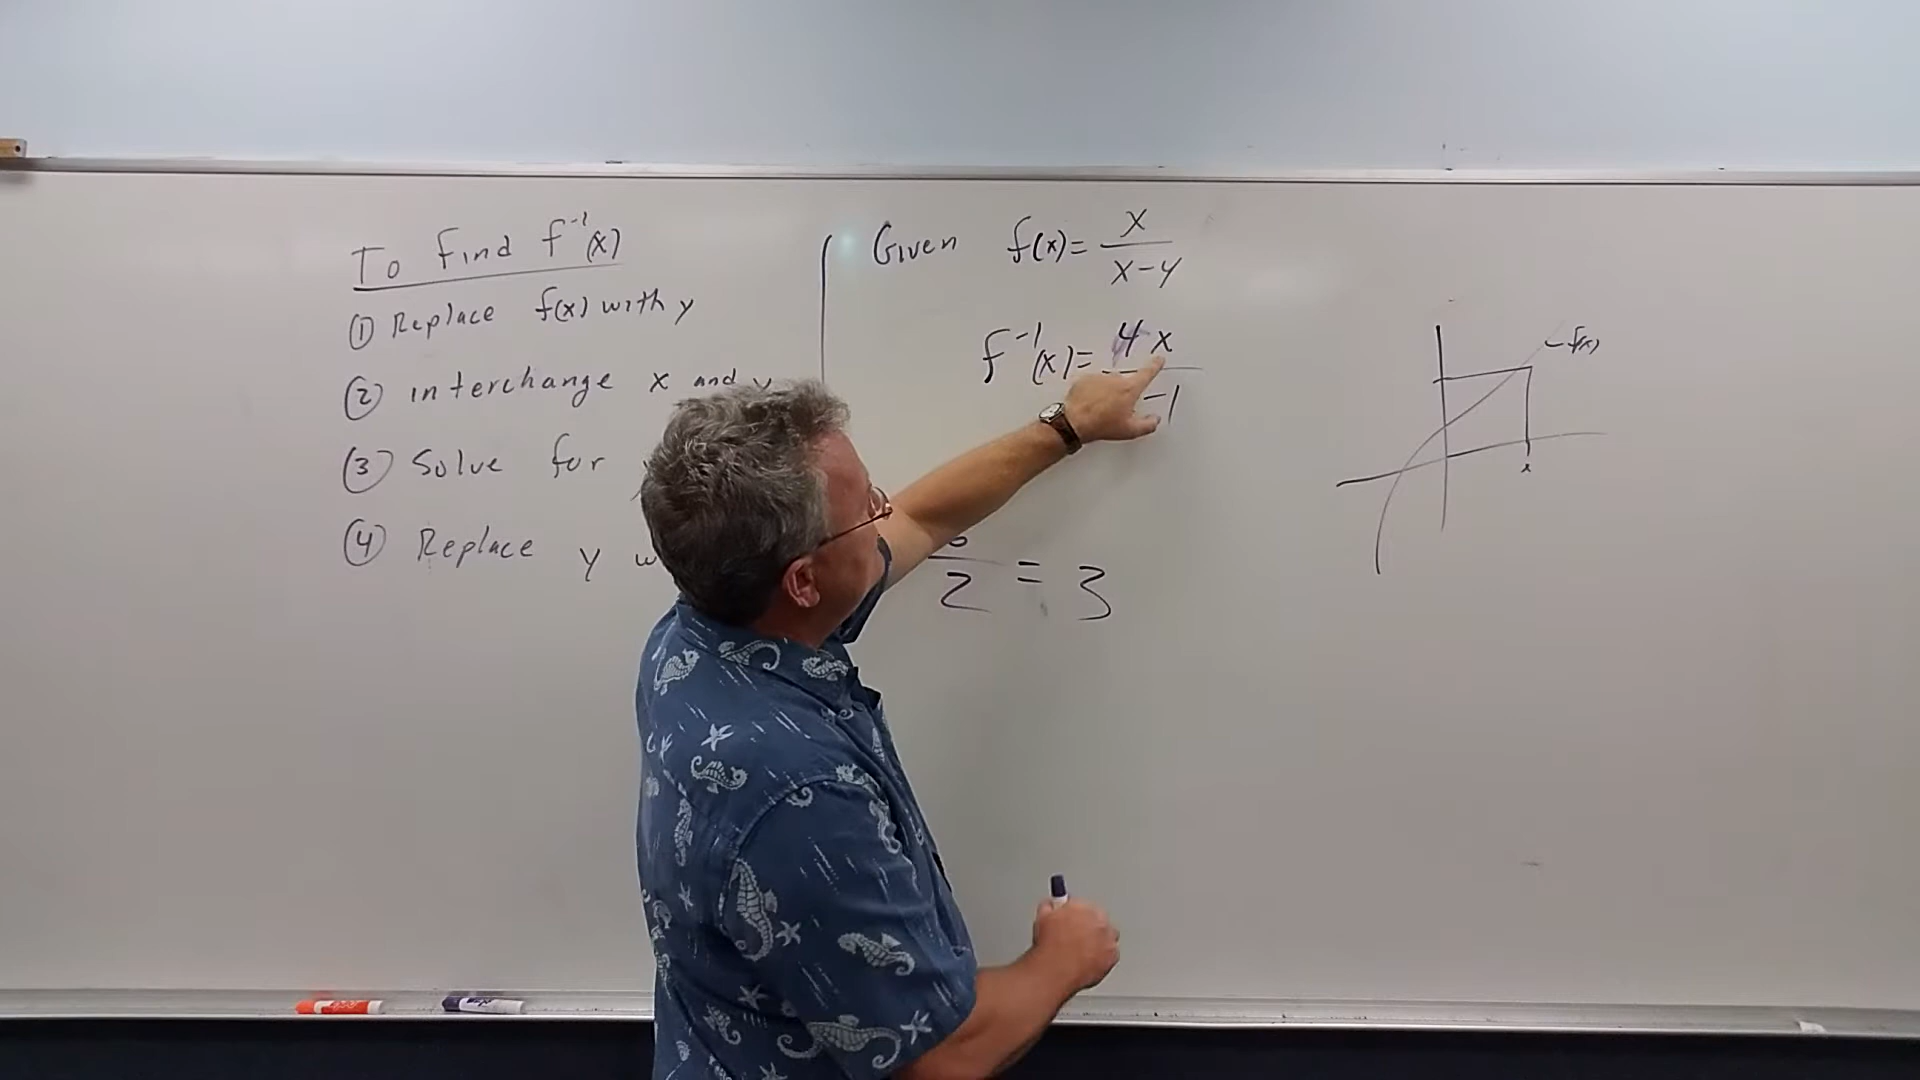 To Find f⁻¹(x)
① Replace f(x) with y
② interchange x and y
③ Solve for
④ Replace y w
Given f(x) = x / (x-4)
f⁻¹(x) = 4x / -1
/ 2 = 3
f(x)
x